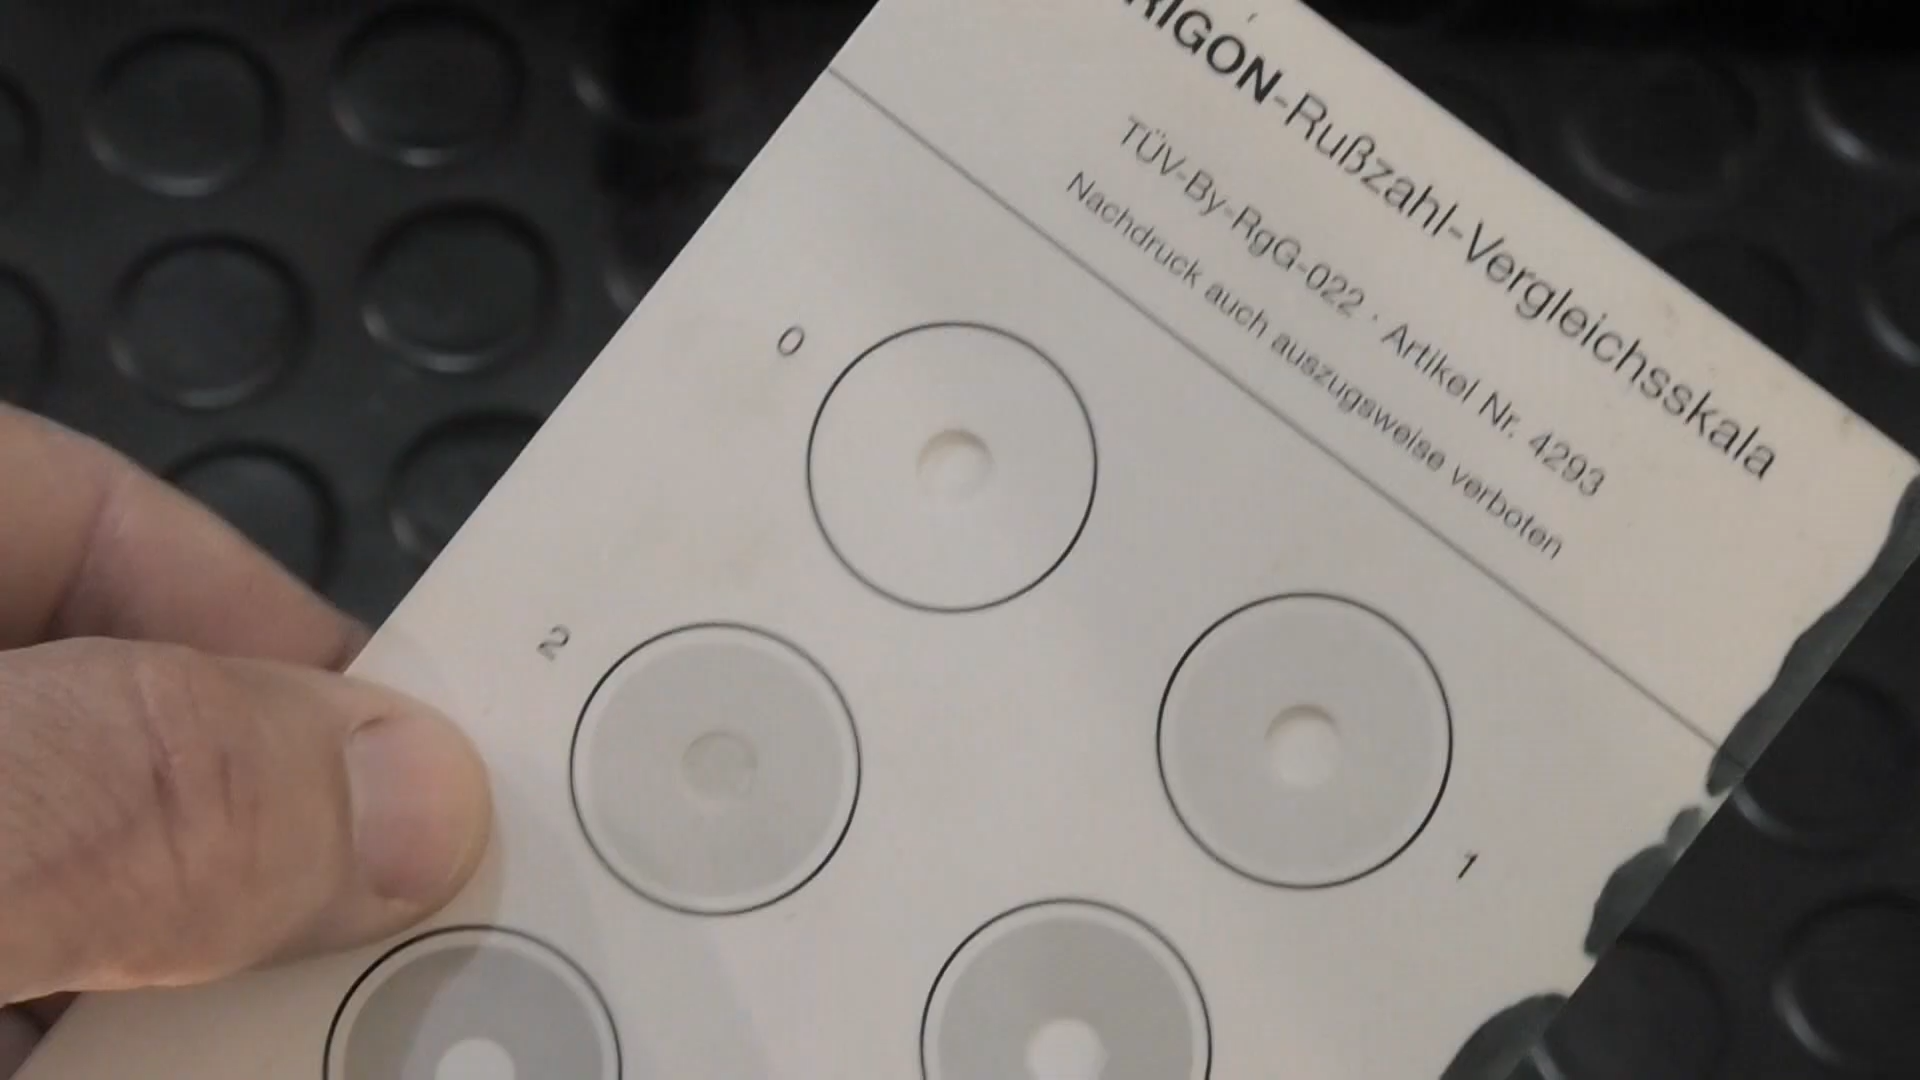 RIGON-Rußzahl-Vergleichsskala
TÜV-By-RgG-022 · Artikel Nr. 4293
Nachdruck auch auszugsweise verboten
0
1
2